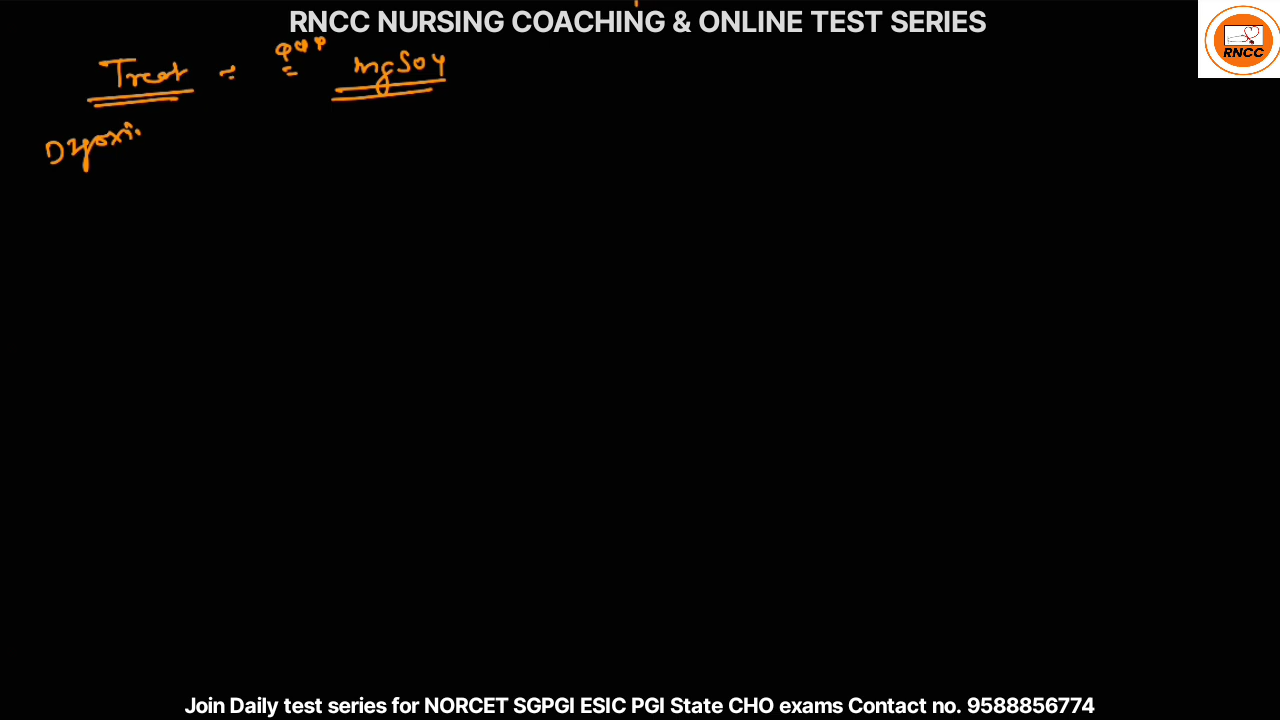 RNCC NURSING COACHING & ONLINE TEST SERIES
RNCC
Treat :- MgSO4
Join Daily test series for NORCET SGPGI ESIC PGI State CHO exams Contact no. 9588856774